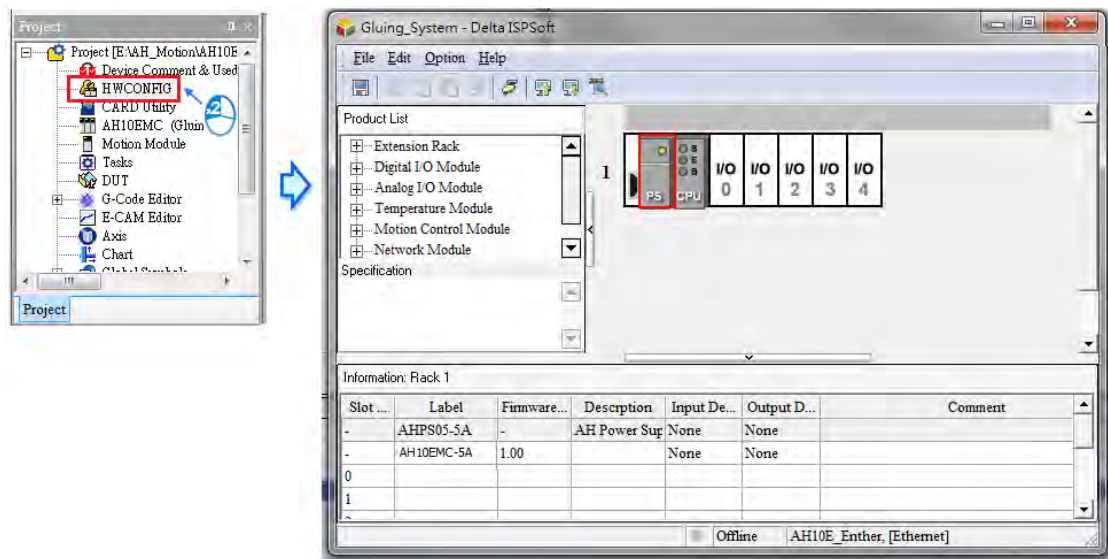 Project
Project [E:\AH_Motion\AH10E
Device Comment & Used
HWCONFIG
CARD Utility
x2
AH10EMC (Gluin
Motion Module
Tasks
DUT
G-Code Editor
E-CAM Editor
Axis
Chart
Global Symbols
Project
Gluing_System - Delta ISPSoft
File Edit Option Help
Product List
Extension Rack
Digital I/O Module
Analog I/O Module
Temperature Module
Motion Control Module
Network Module
Specification
1
PS
CPU
I/O 0
I/O 1
I/O 2
I/O 3
I/O 4
Information: Rack 1
Slot ... Label Firmware... Descrption Input De... Output D... Comment
- AHPS05-5A - AH Power Sup None None
- AH10EMC-5A 1.00 None None
0
1
Offline AH10E_Enther, [Ethernet]